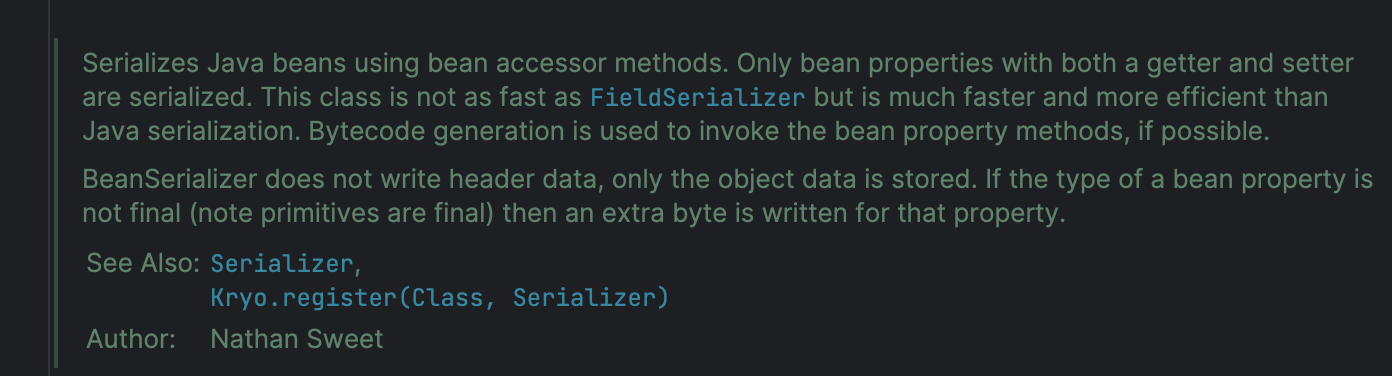 Serializes Java beans using bean accessor methods. Only bean properties with both a getter and setter
are serialized. This class is not as fast as FieldSerializer but is much faster and more efficient than
Java serialization. Bytecode generation is used to invoke the bean property methods, if possible.
BeanSerializer does not write header data, only the object data is stored. If the type of a bean property is
not final (note primitives are final) then an extra byte is written for that property.
See Also: Serializer,
Kryo.register(Class, Serializer)
Author: Nathan Sweet